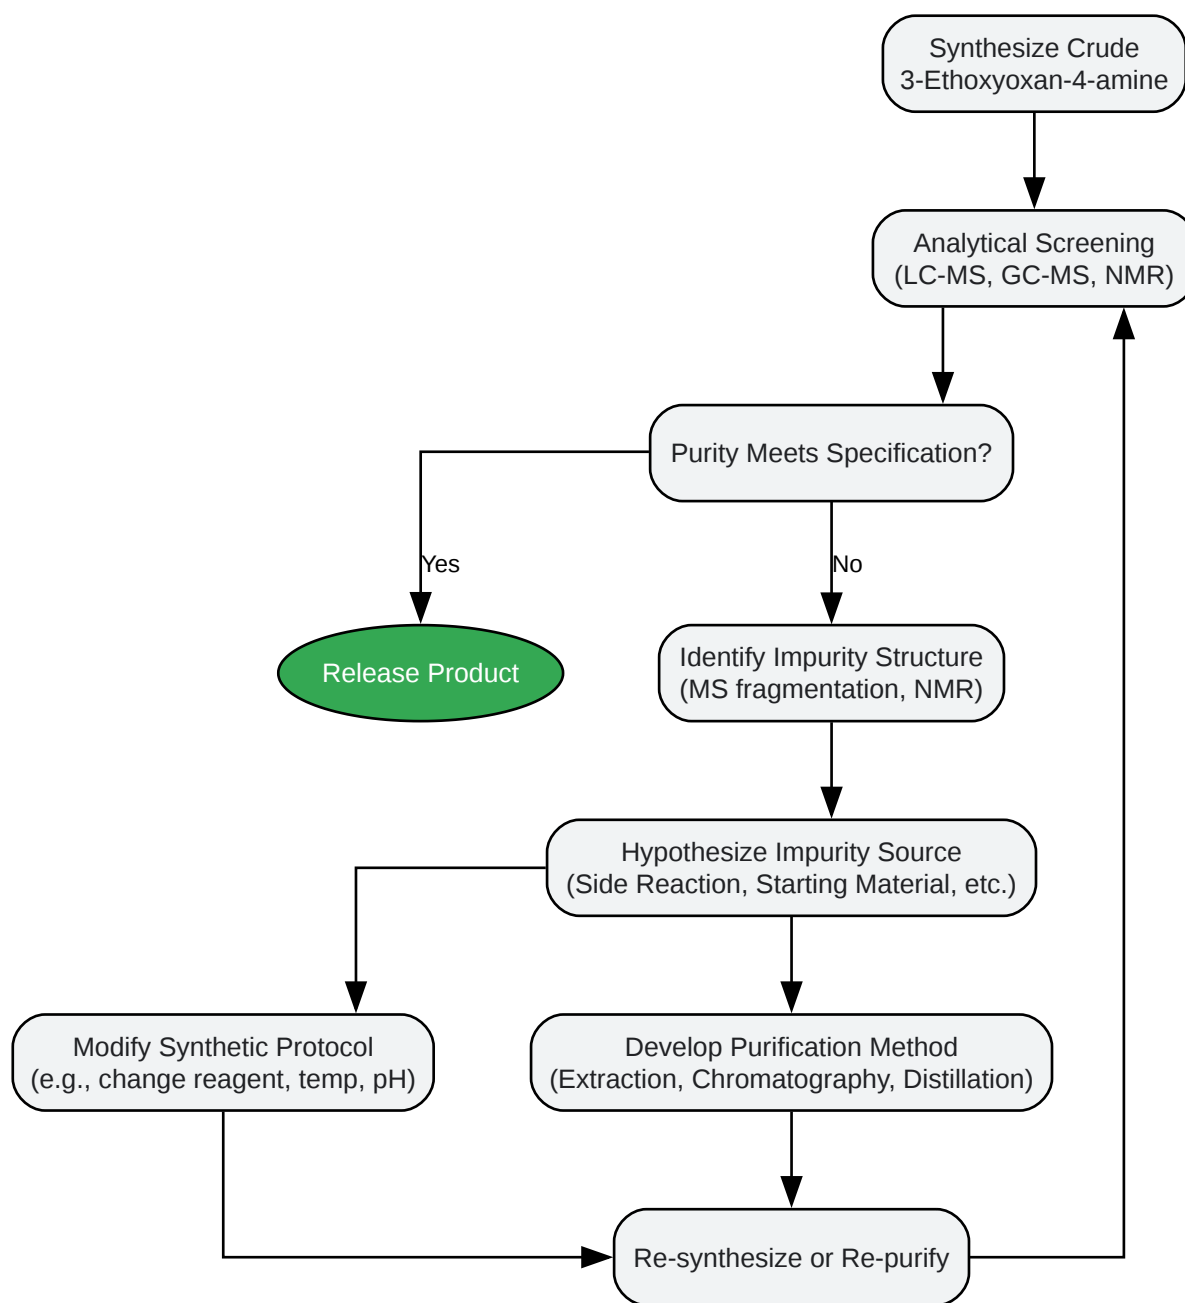 Synthesize Crude
3-Ethoxyoxan-4-amine
Analytical Screening
(LC-MS, GC-MS, NMR)
Purity Meets Specification?
Yes
No
Release Product
Identify Impurity Structure
(MS fragmentation, NMR)
Hypothesize Impurity Source
(Side Reaction, Starting Material, etc.)
Modify Synthetic Protocol
(e.g., change reagent, temp, pH)
Develop Purification Method
(Extraction, Chromatography, Distillation)
Re-synthesize or Re-purify